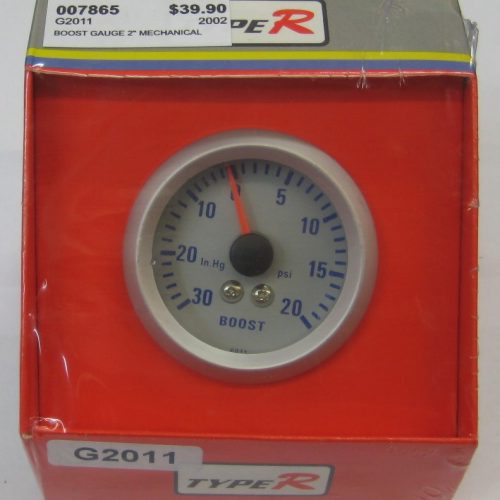 007865 $39.90
G2011 2002
BOOST GAUGE 2" MECHANICAL
TYPE R
0
5
10
10
20
In.Hg
psi
15
30
20
BOOST
G2011
TYPE R